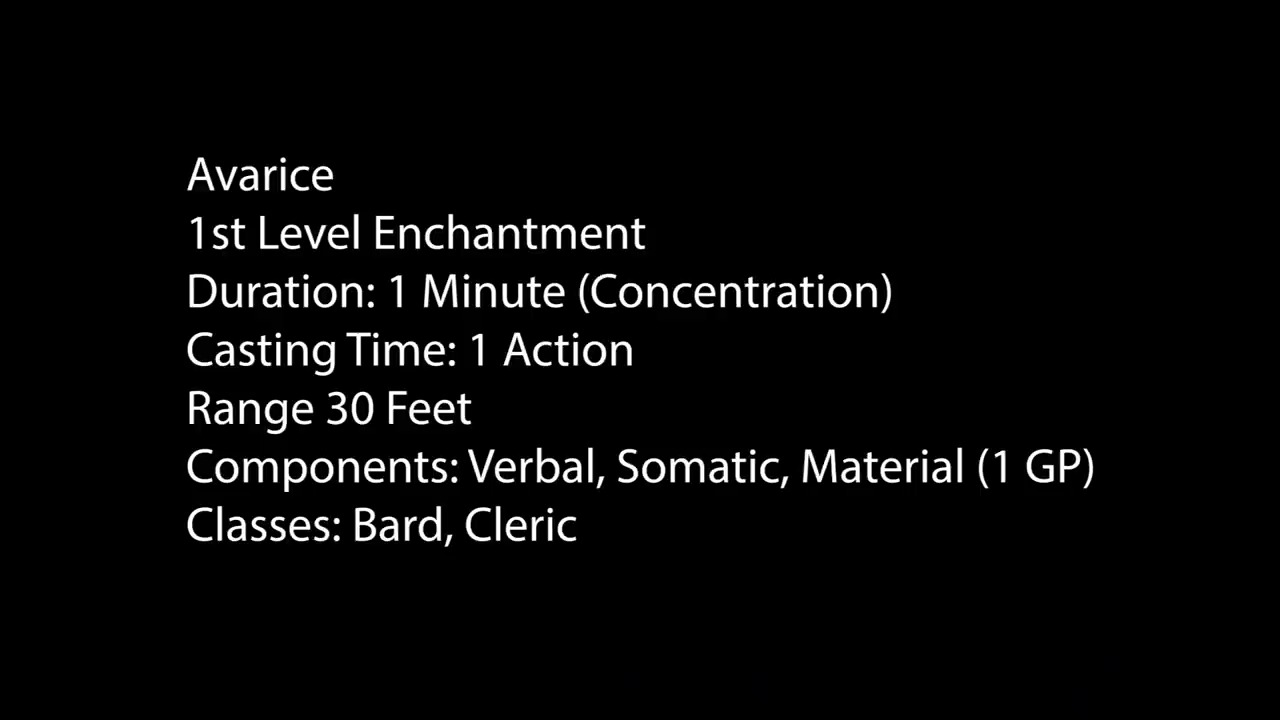 Avarice
1st Level Enchantment
Duration: 1 Minute (Concentration)
Casting Time: 1 Action
Range 30 Feet
Components: Verbal, Somatic, Material (1 GP)
Classes: Bard, Cleric